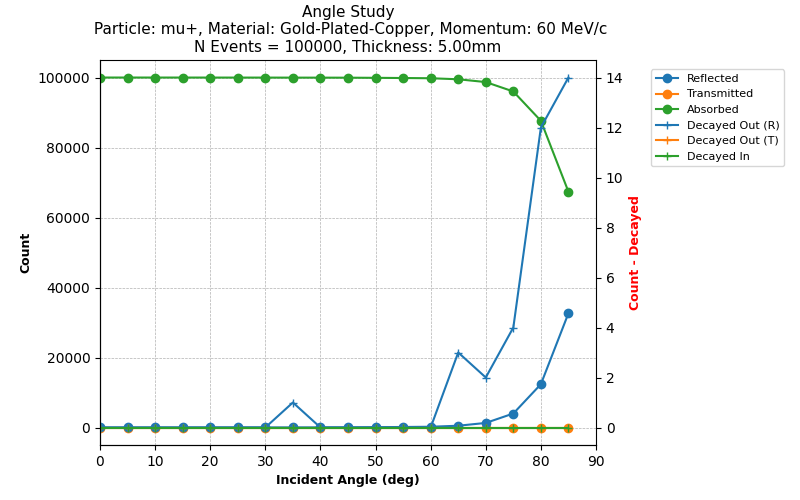 Angle Study
Particle: mu+, Material: Gold-Plated-Copper, Momentum: 60 MeV/c
N Events = 100000, Thickness: 5.00mm
Count
100000
80000
60000
40000
20000
0
0 10 20 30 40 50 60 70 80 90
Incident Angle (deg)
14
12
10
8
6
4
2
0
Count - Decayed
Reflected
Transmitted
Absorbed
Decayed Out (R)
Decayed Out (T)
Decayed In